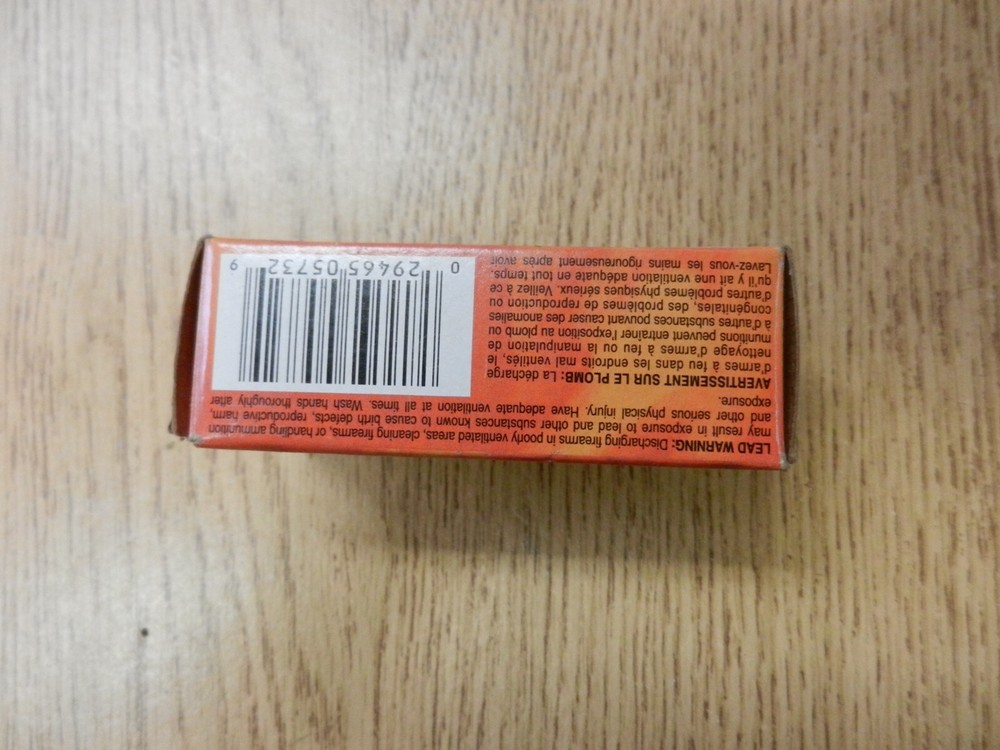 LEAD WARNING: Discharging firearms in poorly ventilated areas, cleaning firearms, or handling ammunition
may result in exposure to lead and other substances known to cause birth defects, reproductive harm,
and other serious physical injury. Have adequate ventilation at all times. Wash hands thoroughly after
exposure.
AVERTISSEMENT SUR LE PLOMB: La décharge
d'armes à feu dans les endroits mal ventilés, le
nettoyage d'armes à feu ou la manipulation de
munitions peuvent entraîner l'exposition au plomb ou
à d'autres substances pouvant causer des anomalies
congénitales, des problèmes de reproduction ou
d'autres problèmes physiques sérieux. Veillez à ce
qu'il y ait une ventilation adéquate en tout temps.
Lavez-vous les mains rigoureusement après avoir
0 29465 05732 9